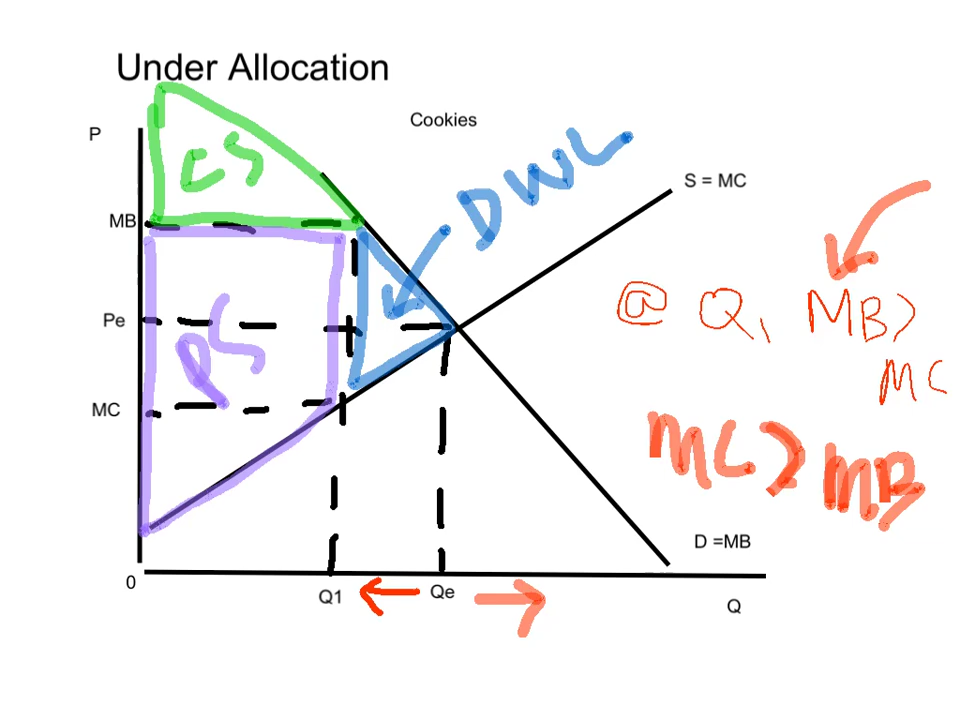 Under Allocation
Cookies
P
CS
DWL
S = MC
MB
@ Q1 MB>
MC
Pe
PS
MC
MC > MB
D =MB
0
Q1
Qe
Q